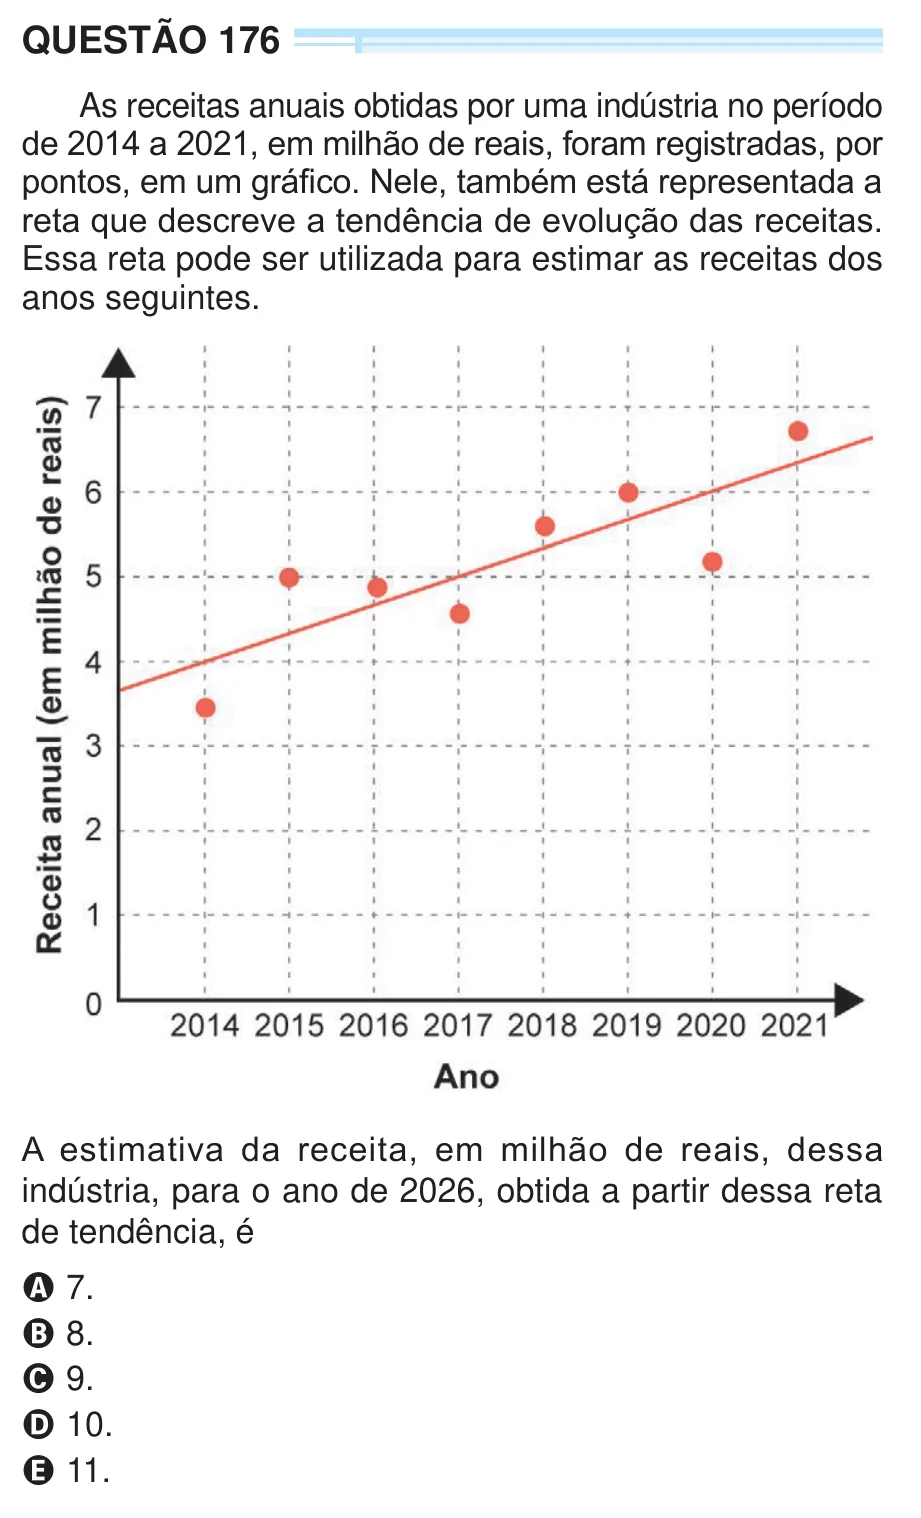 QUESTÃO 176
As receitas anuais obtidas por uma indústria no período
de 2014 a 2021, em milhão de reais, foram registradas, por
pontos, em um gráfico. Nele, também está representada a
reta que descreve a tendência de evolução das receitas.
Essa reta pode ser utilizada para estimar as receitas dos
anos seguintes.
Receita anual (em milhão de reais)
7
6
5
4
3
2
1
0
2014 2015 2016 2017 2018 2019 2020 2021
Ano
A estimativa da receita, em milhão de reais, dessa
indústria, para o ano de 2026, obtida a partir dessa reta
de tendência, é
A 7.
B 8.
C 9.
D 10.
E 11.